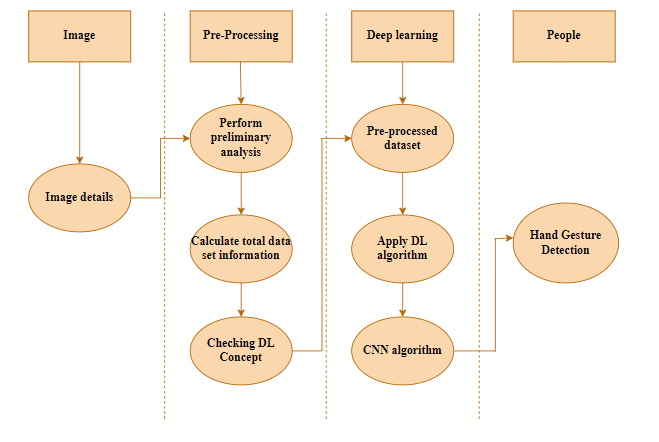 Image
Pre-Processing
Deep learning
People
Image details
Perform
preliminary
analysis
Calculate total data
set information
Checking DL
Concept
Pre-processed
dataset
Apply DL
algorithm
CNN algorithm
Hand Gesture
Detection